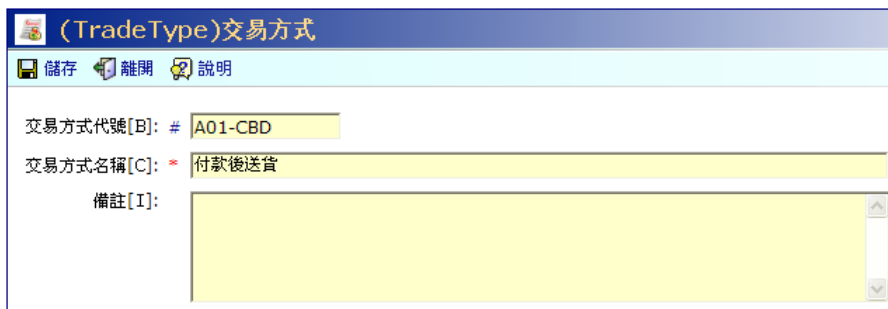 (TradeType)交易方式
儲存 離開 說明
交易方式代號[B]: # A01-CBD
交易方式名稱[C]: * 付款後送貨
備註[I]: